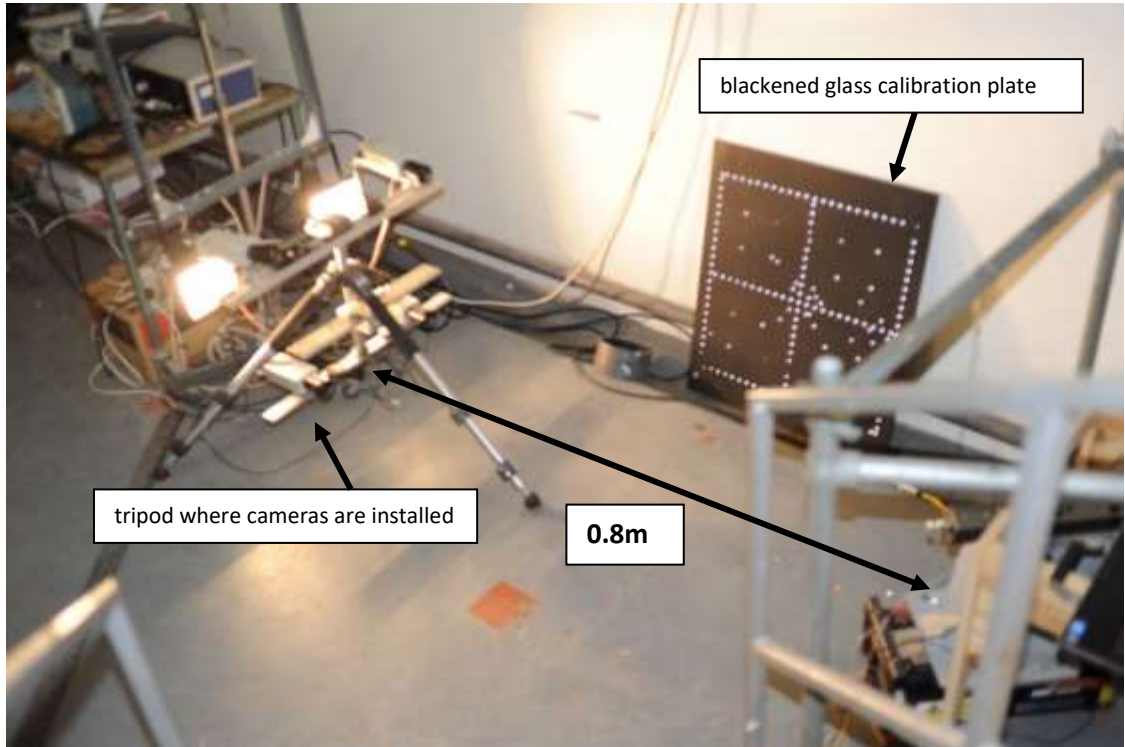 blackened glass calibration plate
tripod where cameras are installed
0.8m